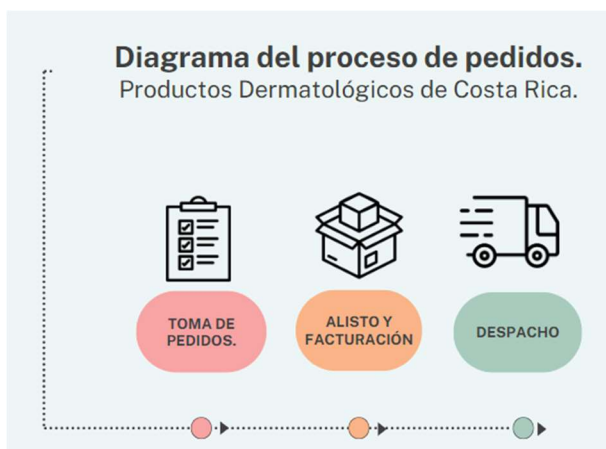 Diagrama del proceso de pedidos.
Productos Dermatológicos de Costa Rica.
TOMA DE
PEDIDOS.
ALISTO Y
FACTURACIÓN
DESPACHO